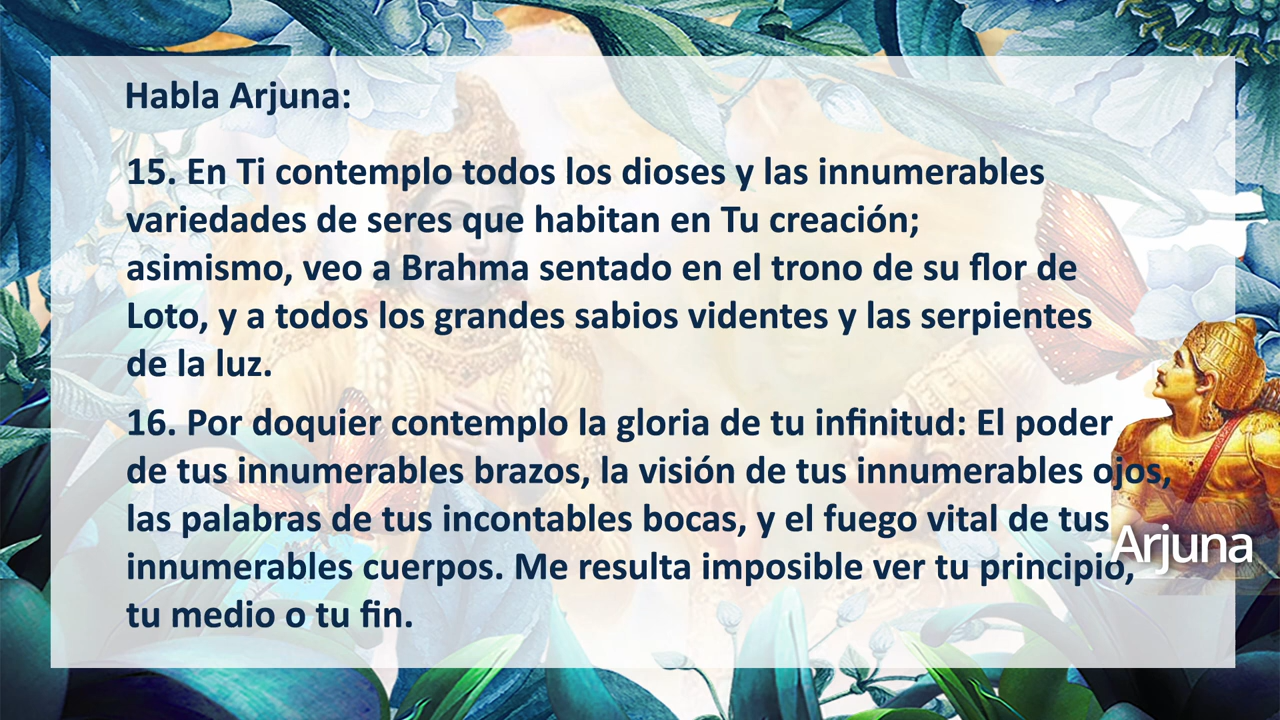 Habla Arjuna:
15. En Ti contemplo todos los dioses y las innumerables
variedades de seres que habitan en Tu creación;
asimismo, veo a Brahma sentado en el trono de su flor de
Loto, y a todos los grandes sabios videntes y las serpientes
de la luz.
16. Por doquier contemplo la gloria de tu infinitud: El poder
de tus innumerables brazos, la visión de tus innumerables ojos,
las palabras de tus incontables bocas, y el fuego vital de tus
innumerables cuerpos. Me resulta imposible ver tu principio,
tu medio o tu fin.
Arjuna